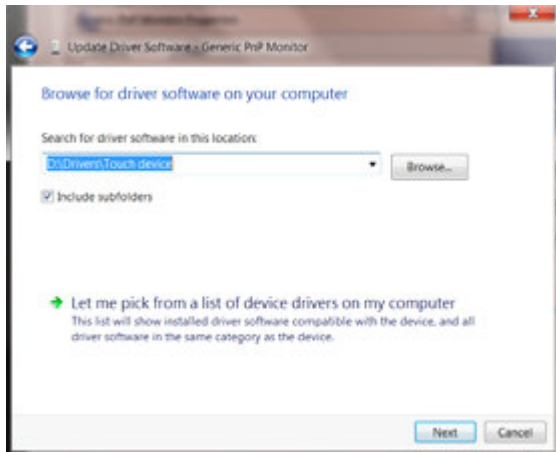 Update Driver Software - Generic PnP Monitor
Browse for driver software on your computer
Search for driver software in this location:
D:\Drivers\Touch device
Browse...
Include subfolders
Let me pick from a list of device drivers on my computer
This list will show installed driver software compatible with the device, and all
driver software in the same category as the device.
Next
Cancel